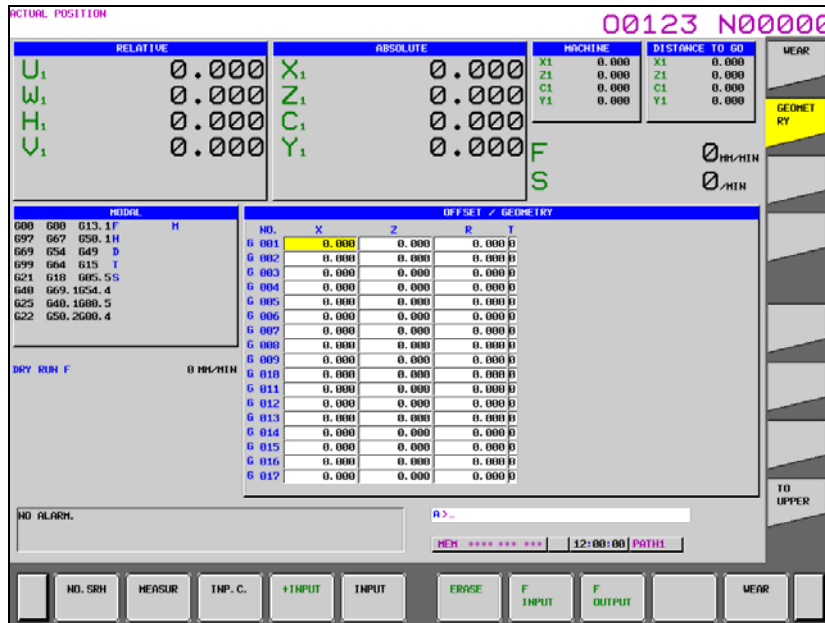 ACTUAL POSITION
O0123 N00000
RELATIVE ABSOLUTE MACHINE DISTANCE TO GO WEAR
U1 0.000 X1 0.000 X1 0.000 X1 0.000
W1 0.000 Z1 0.000 Z1 0.000 Z1 0.000
H1 0.000 C1 0.000 C1 0.000 C1 0.000
V1 0.000 Y1 0.000 Y1 0.000 Y1 0.000
GEOMET
RY
F 0 MM/MIN
S 0 /MIN
MODAL
G00 G80 G13.1 F M
G97 G67 G50.1 H
G69 G54 G49 D
G99 G64 G15 T
G21 G18 G05.5 S
G40 G69.1 G54.4
G25 G40.1 G80.5
G22 G50.2 G00.4
DRY RUN F 0 MM/MIN
OFFSET / GEOMETRY
NO. X Z R T
G 001 0.000 0.000 0.000 0
G 002 0.000 0.000 0.000 0
G 003 0.000 0.000 0.000 0
G 004 0.000 0.000 0.000 0
G 005 0.000 0.000 0.000 0
G 006 0.000 0.000 0.000 0
G 007 0.000 0.000 0.000 0
G 008 0.000 0.000 0.000 0
G 009 0.000 0.000 0.000 0
G 010 0.000 0.000 0.000 0
G 011 0.000 0.000 0.000 0
G 012 0.000 0.000 0.000 0
G 013 0.000 0.000 0.000 0
G 014 0.000 0.000 0.000 0
G 015 0.000 0.000 0.000 0
G 016 0.000 0.000 0.000 0
G 017 0.000 0.000 0.000 0
TO
UPPER
NO ALARM.
A>_
MEM **** *** *** 12:00:00 PATH1
NO. SRH MEASUR INP. C. +INPUT INPUT ERASE F INPUT F OUTPUT WEAR